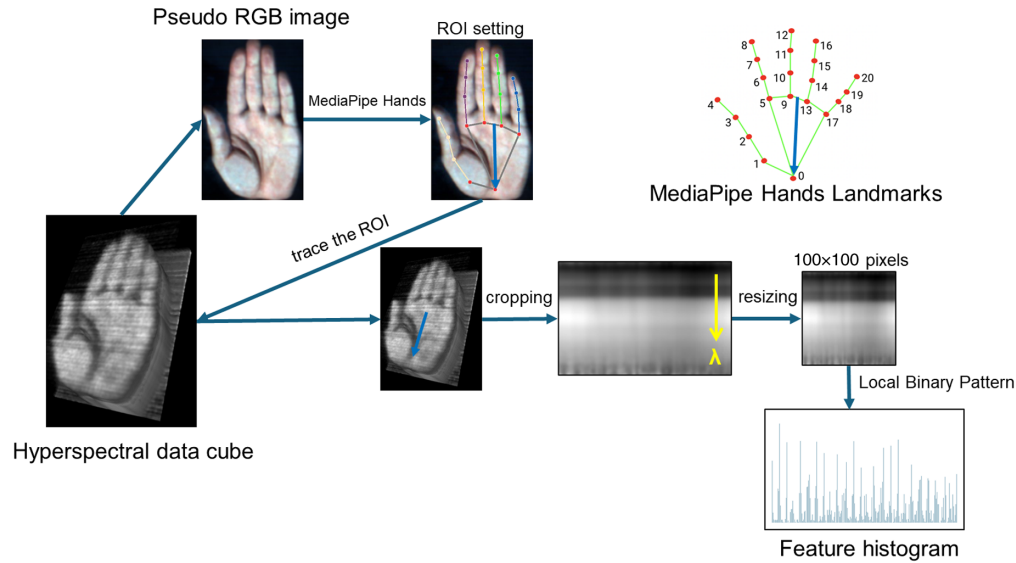 Pseudo RGB image
ROI setting
MediaPipe Hands
12
8
16
11
7
15
20
10
6
14
19
4
5
9
13
18
3
17
2
1
0
MediaPipe Hands Landmarks
trace the ROI
100×100 pixels
cropping
resizing
λ
Local Binary Pattern
Hyperspectral data cube
Feature histogram